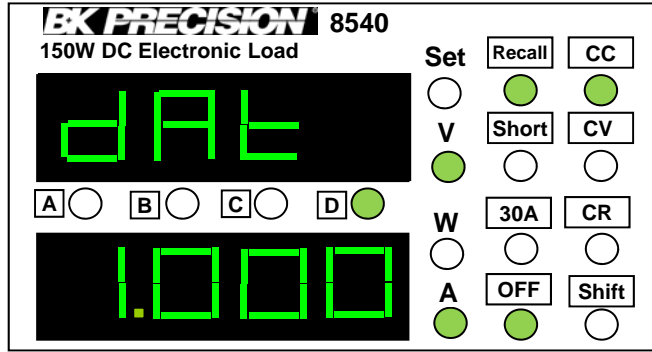 BK PRECISION® 8540
150W DC Electronic Load
Set Recall CC
dAt
V Short CV
A B C D
W 30A CR
1.000
A OFF Shift